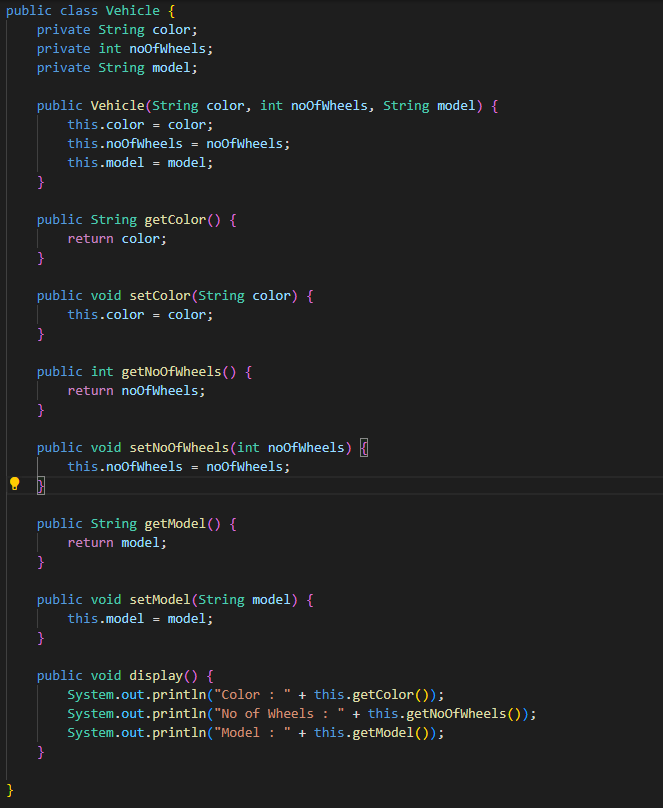 public class Vehicle {
    private String color;
    private int noOfWheels;
    private String model;

    public Vehicle(String color, int noOfWheels, String model) {
        this.color = color;
        this.noOfWheels = noOfWheels;
        this.model = model;
    }

    public String getColor() {
        return color;
    }

    public void setColor(String color) {
        this.color = color;
    }

    public int getNoOfWheels() {
        return noOfWheels;
    }

    public void setNoOfWheels(int noOfWheels) {
        this.noOfWheels = noOfWheels;
    }

    public String getModel() {
        return model;
    }

    public void setModel(String model) {
        this.model = model;
    }

    public void display() {
        System.out.println("Color : " + this.getColor());
        System.out.println("No of Wheels : " + this.getNoOfWheels());
        System.out.println("Model : " + this.getModel());
    }

}